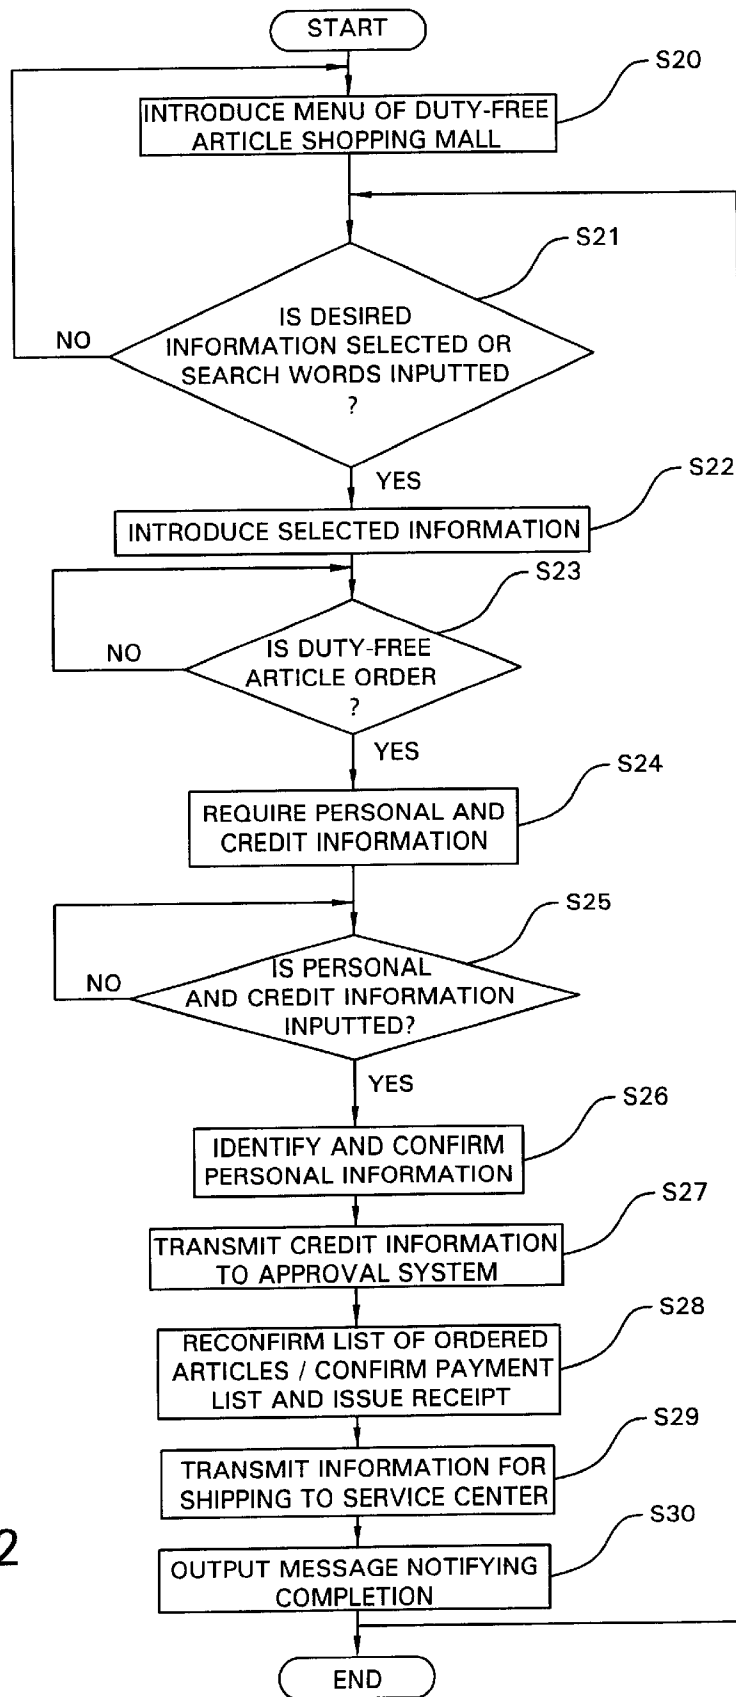 START
S20
INTRODUCE MENU OF DUTY-FREE
ARTICLE SHOPPING MALL
S21
IS DESIRED
INFORMATION SELECTED OR
SEARCH WORDS INPUTTED
?
NO
YES
S22
INTRODUCE SELECTED INFORMATION
S23
IS DUTY-FREE
ARTICLE ORDER
?
NO
YES
S24
REQUIRE PERSONAL AND
CREDIT INFORMATION
S25
IS PERSONAL
AND CREDIT INFORMATION
INPUTTED?
NO
YES
S26
IDENTIFY AND CONFIRM
PERSONAL INFORMATION
S27
TRANSMIT CREDIT INFORMATION
TO APPROVAL SYSTEM
S28
RECONFIRM LIST OF ORDERED
ARTICLES / CONFIRM PAYMENT
LIST AND ISSUE RECEIPT
S29
TRANSMIT INFORMATION FOR
SHIPPING TO SERVICE CENTER
S30
2
OUTPUT MESSAGE NOTIFYING
COMPLETION
END